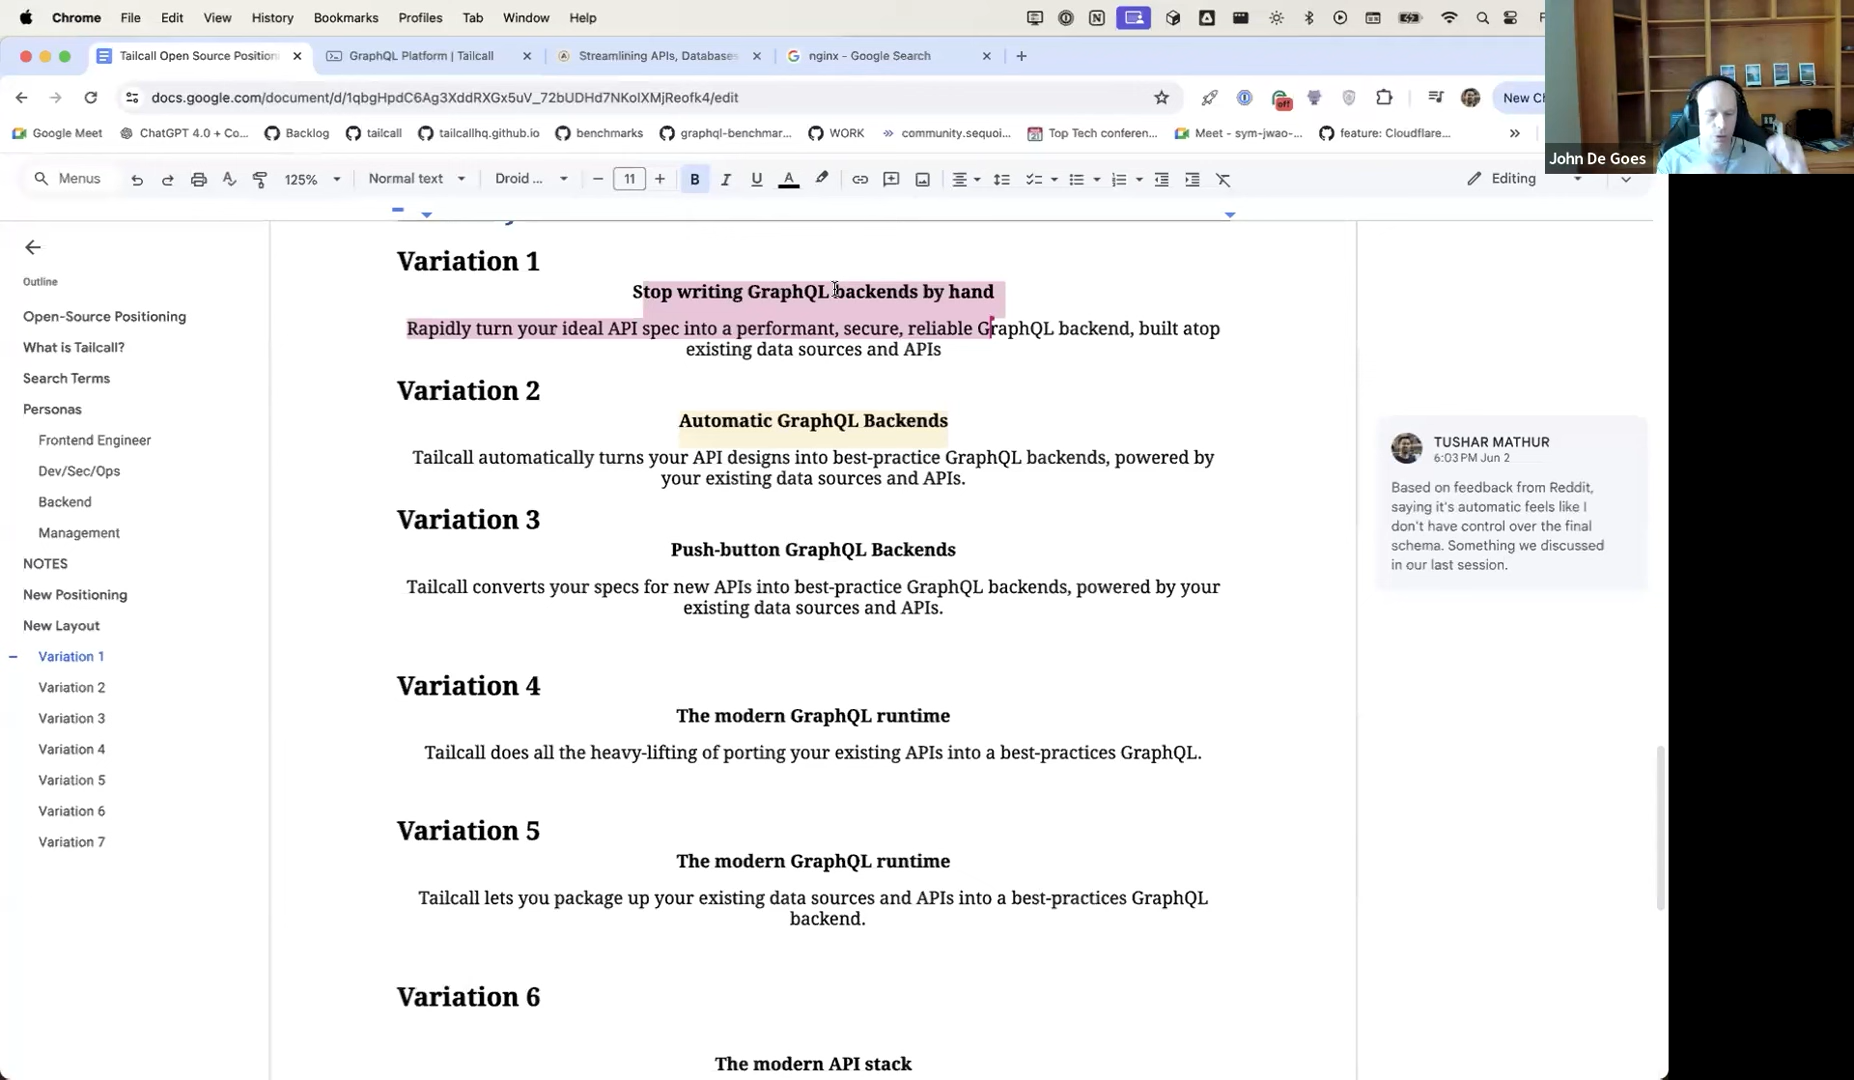 Chrome File Edit View History Bookmarks Profiles Tab Window Help
Tailcall Open Source Position
GraphQL Platform | Tailcall
Streamlining APIs, Databases
nginx - Google Search
docs.google.com/document/d/1qbgHpdC6Ag3XddRXGx5uV_72bUDHd7NKolXMjReofk4/edit
off
New Ch
Google Meet ChatGPT 4.0 + Co... Backlog tailcall tailcallhq.github.io benchmarks graphql-benchmar... WORK community.sequoi... Top Tech conferen... Meet - sym-jwao-... feature: Cloudflare...
John De Goes
Menus 125% Normal text Droid ... 11 B I U A Editing
Outline
Open-Source Positioning
What is Tailcall?
Search Terms
Personas
Frontend Engineer
Dev/Sec/Ops
Backend
Management
NOTES
New Positioning
New Layout
Variation 1
Variation 2
Variation 3
Variation 4
Variation 5
Variation 6
Variation 7
Variation 1
Stop writing GraphQL backends by hand
Rapidly turn your ideal API spec into a performant, secure, reliable GraphQL backend, built atop
existing data sources and APIs
Variation 2
Automatic GraphQL Backends
Tailcall automatically turns your API designs into best-practice GraphQL backends, powered by
your existing data sources and APIs.
Variation 3
Push-button GraphQL Backends
Tailcall converts your specs for new APIs into best-practice GraphQL backends, powered by your
existing data sources and APIs.
Variation 4
The modern GraphQL runtime
Tailcall does all the heavy-lifting of porting your existing APIs into a best-practices GraphQL.
Variation 5
The modern GraphQL runtime
Tailcall lets you package up your existing data sources and APIs into a best-practices GraphQL
backend.
Variation 6
The modern API stack
TUSHAR MATHUR
6:03 PM Jun 2
Based on feedback from Reddit,
saying it's automatic feels like I
don't have control over the final
schema. Something we discussed
in our last session.